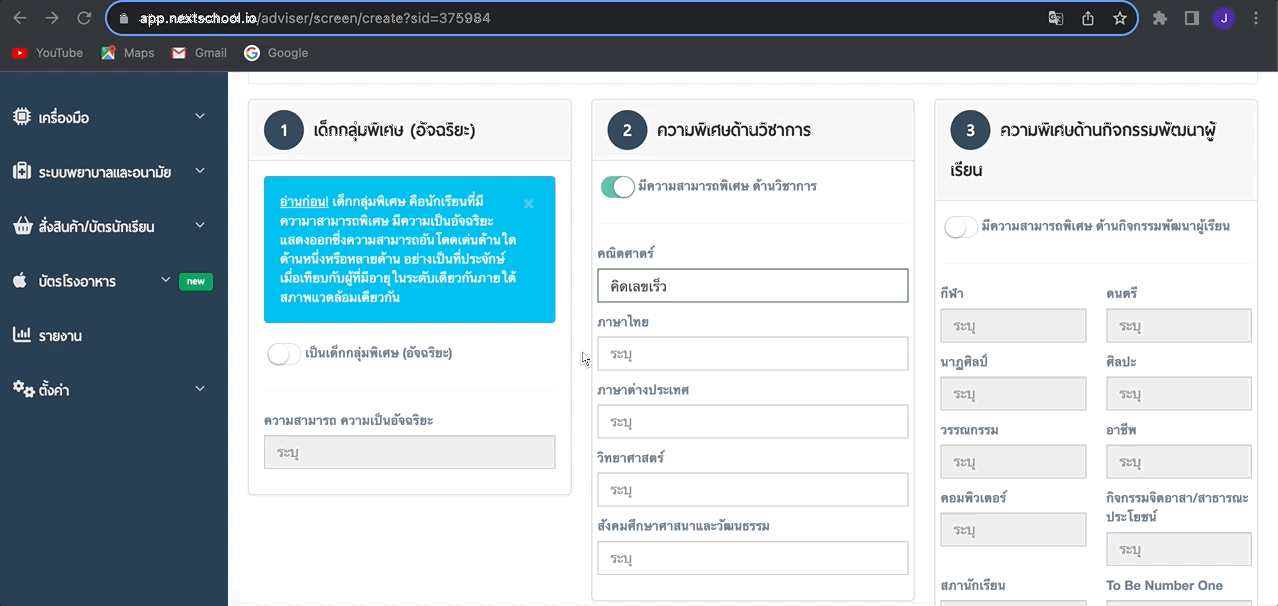 app.nextschool.io/adviser/screen/create?sid=375984
J
YouTube
Maps
Gmail
Google
เครื่องมือ
ระบบพยาบาลและอนามัย
สั่งสินค้า/บัตรนักเรียน
บัตรโรงอาหาร
new
รายงาน
ตั้งค่า
1
เด็กกลุ่มพิเศษ (อัจฉริยะ)
อ่านก่อน! เด็กกลุ่มพิเศษ คือนักเรียนที่มี
ความาสามารถพิเศษ มีความเป็นอัจฉริยะ
แสดงออกซึ่งความสามารถอันโดดเด่นด้านใด
ด้านหนึ่งหรือหลายด้าน อย่างเป็นที่ประจักษ์
เมื่อเทียบกับผู้ที่มีอายุในระดับเดียวกันภายใต้
สภาพแวดล้อมเดียวกัน
×
เป็นเด็กกลุ่มพิเศษ (อัจฉริยะ)
ความสามารถ ความเป็นอัจฉริยะ
ระบุ
2
ความพิเศษด้านวิชาการ
มีความสามารถพิเศษ ด้านวิชาการ
คณิตศาตร์
คิดเลขเร็ว
ภาษาไทย
ระบุ
ภาษาต่างประเทศ
ระบุ
วิทยาศาสตร์
ระบุ
สังคมศึกษาศาสนาและวัฒนธรรม
ระบุ
3
ความพิเศษด้านกิจกรรมพัฒนาผู้
เรียน
มีความสามารถพิเศษ ด้านกิจกรรมพัฒนาผู้เรียน
กีฬา
ดนตรี
ระบุ
ระบุ
นาฏศิลป์
ศิลปะ
ระบุ
ระบุ
วรรณกรรม
อาชีพ
ระบุ
ระบุ
คอมพิวเตอร์
กิจกรรมจิตอาสา/สาธารณะ
ประโยชน์
ระบุ
ระบุ
สภานักเรียน
To Be Number One